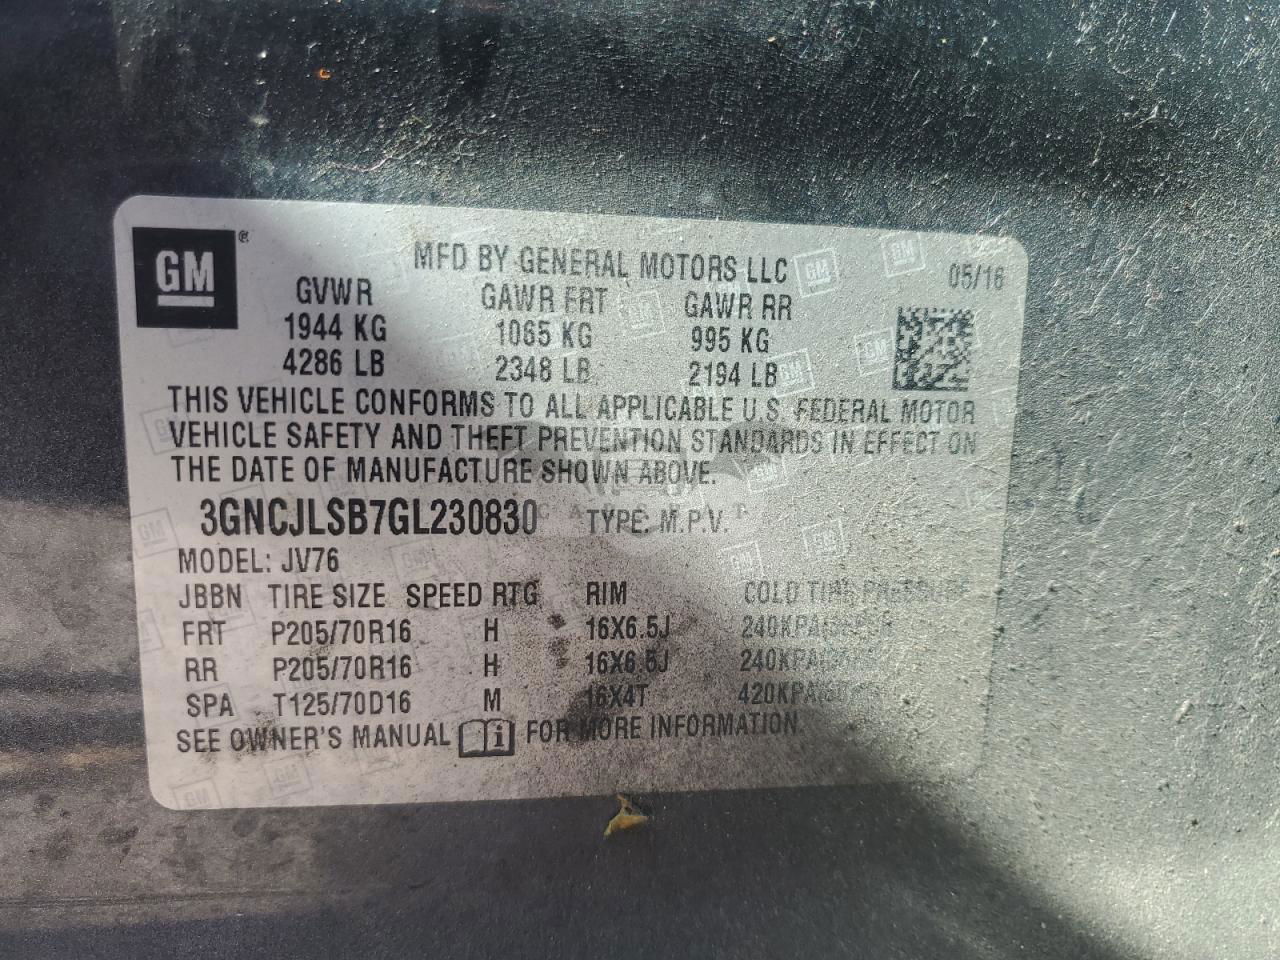 GM ®
MFD BY GENERAL MOTORS LLC 05/16
GVWR GAWR FRT GAWR RR
1944 KG 1065 KG 995 KG
4286 LB 2348 LB 2194 LB
THIS VEHICLE CONFORMS TO ALL APPLICABLE U.S. FEDERAL MOTOR
VEHICLE SAFETY AND THEFT PREVENTION STANDARDS IN EFFECT ON
THE DATE OF MANUFACTURE SHOWN ABOVE.
3GNCJLSB7GL230830 TYPE: M.P.V.
MODEL: JV76
JBBN TIRE SIZE SPEED RTG RIM COLD TIRE PRESSURE
FRT P205/70R16 H 16X6.5J 240KPA
RR P205/70R16 H 16X6.5J 240KPA
SPA T125/70D16 M 16X4T 420KPA
SEE OWNER'S MANUAL FOR MORE INFORMATION.